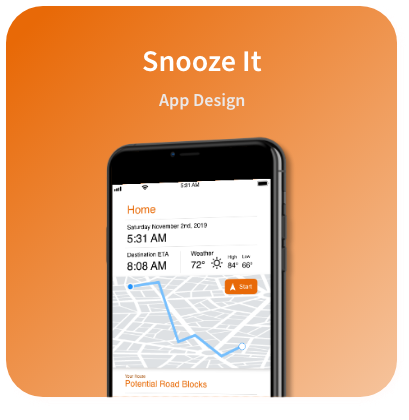 Snooze It
App Design
5:31 AM
Home
Saturday November 2nd, 2019
5:31 AM
Destination ETA
8:08 AM
Weather
72° High 84° Low 66°
Start
Your Route
Potential Road Blocks